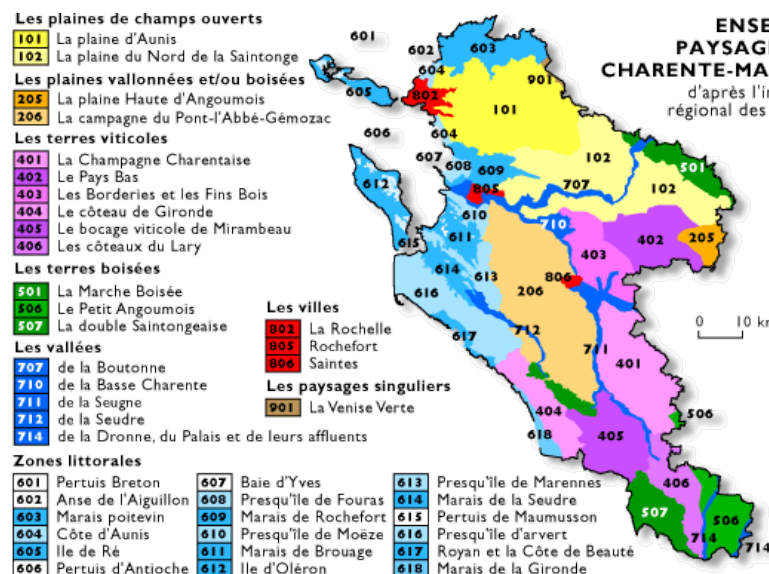 Les plaines de champs ouverts
101 La plaine d'Aunis
102 La plaine du Nord de la Saintonge
Les plaines vallonnées et/ou boisées
205 La plaine Haute d'Angoumois
206 La campagne du Pont-l'Abbé-Gémozac
Les terres viticoles
401 La Champagne Charentaise
402 Le Pays Bas
403 Les Borderies et les Fins Bois
404 Le côteau de Gironde
405 Le bocage viticole de Mirambeau
406 Les côteaux du Lary
Les terres boisées
501 La Marche Boisée
506 Le Petit Angoumois
507 La double Saintongeaise
Les vallées
707 de la Boutonne
710 de la Basse Charente
711 de la Seugne
712 de la Seudre
714 de la Dronne, du Palais et de leurs affluents
Les villes
802 La Rochelle
805 Rochefort
806 Saintes
Les paysages singuliers
901 La Venise Verte
Zones littorales
601 Pertuis Breton
602 Anse de l'Aiguillon
603 Marais poitevin
604 Côte d'Aunis
605 Ile de Ré
606 Pertuis d'Antioche
607 Baie d'Yves
608 Presqu'île de Fouras
609 Marais de Rochefort
610 Presqu'île de Moëze
611 Marais de Brouage
612 Ile d'Oléron
613 Presqu'île de Marennes
614 Marais de la Seudre
615 Pertuis de Maumusson
616 Presqu'île d'arvert
617 Royan et la Côte de Beauté
618 Marais de la Gironde
ENSE
PAYSAG
CHARENTE-MA
d'après l'in
régional des
0 10 k
601
602
603
604
605
802
901
101
606
604
607
608
609
102
501
612
805
707
102
610
710
615
611
403
402
205
614
613
616
206
806
617
712
711
401
404
506
618
405
406
507
714
506
714